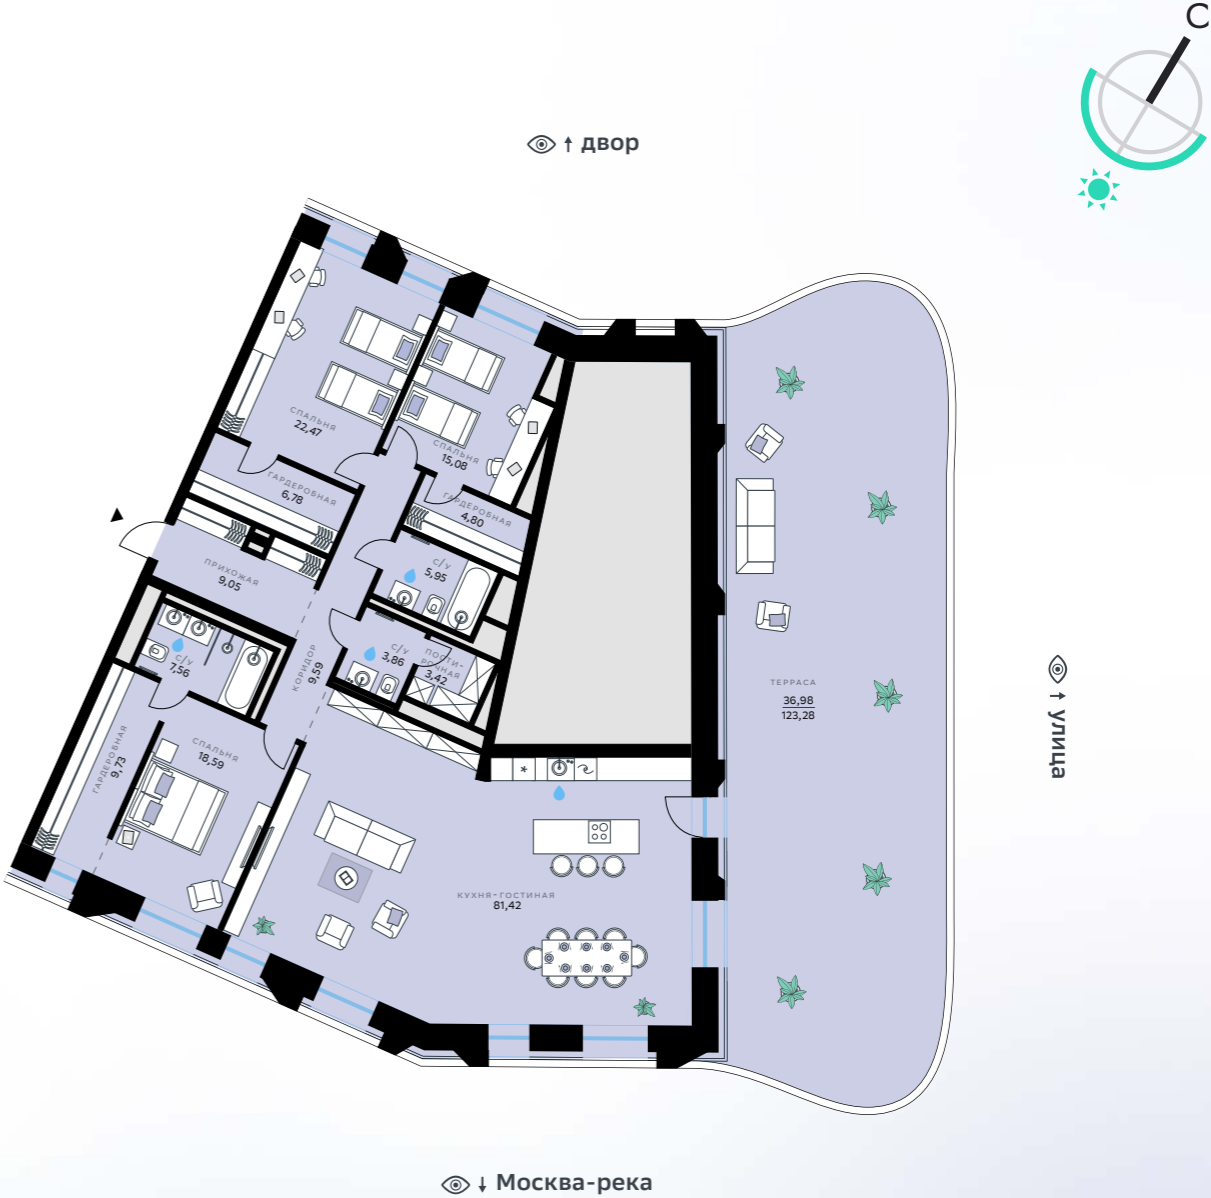 С
двор
СПАЛЬНЯ
22,47
СПАЛЬНЯ
15,08
ГАРДЕРОБНАЯ
6,78
ГАРДЕРОБНАЯ
4,80
ПРИХОЖАЯ
9,05
С/У
5,95
С/У
7,56
КОРИДОР
9,59
С/У
3,86
ПОСТИ-
РОЧНАЯ
3,42
ТЕРРАСА
36,98
123,28
улица
ГАРДЕРОБНАЯ
9,73
СПАЛЬНЯ
18,59
КУХНЯ-ГОСТИНАЯ
81,42
Москва-река